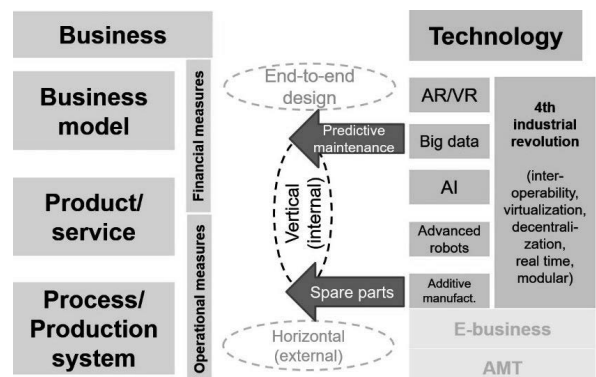 Business
Business
model
Product/
service
Process/
Production
system
Financial measures
Operational measures
End-to-end
design
Predictive
maintenance
Vertical
(internal)
Spare parts
Horizontal
(external)
Technology
AR/VR
Big data
AI
Advanced
robots
Additive
manufact.
4th
industrial
revolution
(inter-
operability,
virtualization,
decentrali-
zation,
real time,
modular)
E-business
AMT